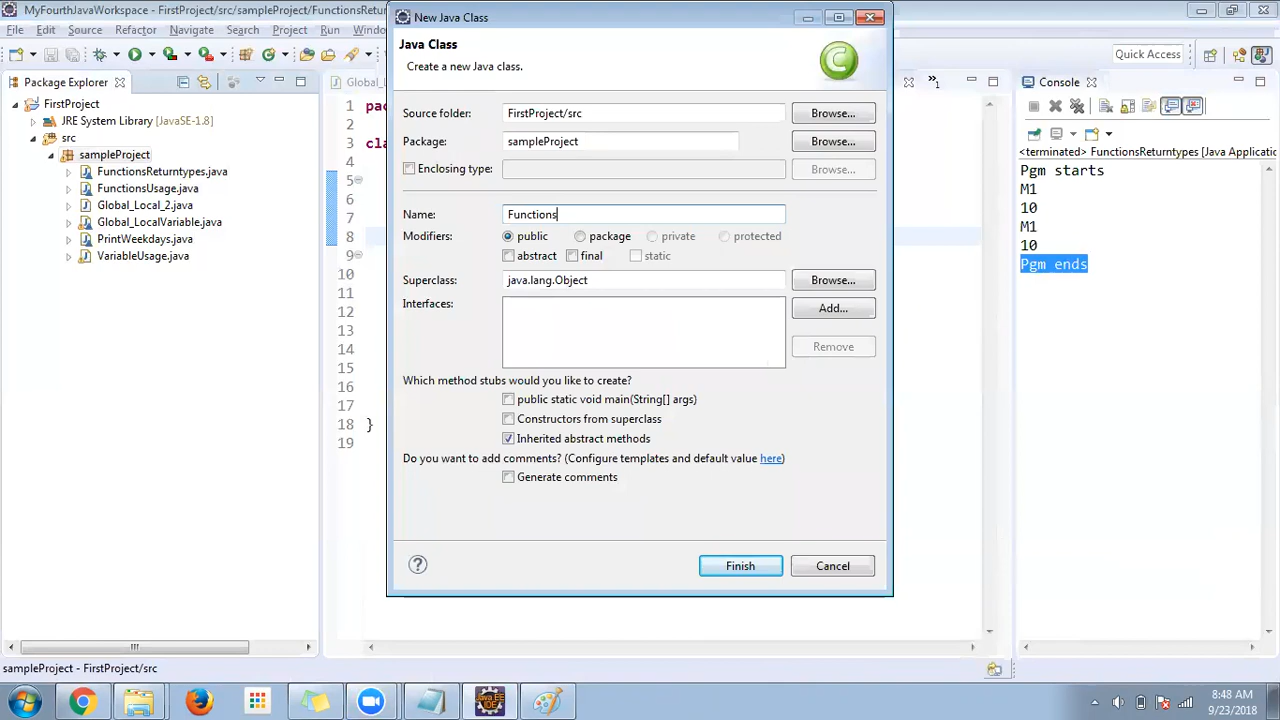 MyFourthJavaWorkspace - FirstProject/src/sampleProject/FunctionsRetur
New Java Class
File Edit Source Refactor Navigate Search Project Run Window
Java Class
Create a new Java class.
Quick Access
Package Explorer
Global_L
Console
FirstProject
JRE System Library [JavaSE-1.8]
src
sampleProject
FunctionsReturntypes.java
FunctionsUsage.java
Global_Local_2.java
Global_LocalVariable.java
PrintWeekdays.java
VariableUsage.java
1 pac
2
3 cla
4
5
6
7
8
9
10
11
12
13
14
15
16
17
18 }
19
Source folder: FirstProject/src Browse...
Package: sampleProject Browse...
Enclosing type: Browse...
Name: Functions
Modifiers: public package private protected
abstract final static
Superclass: java.lang.Object Browse...
Interfaces: Add...
Remove
Which method stubs would you like to create?
public static void main(String[] args)
Constructors from superclass
Inherited abstract methods
Do you want to add comments? (Configure templates and default value here)
Generate comments
Finish Cancel
<terminated> FunctionsReturntypes [Java Applicatio
Pgm starts
M1
10
M1
10
Pgm ends
sampleProject - FirstProject/src
Java EE
IDE
8:48 AM
9/23/2018